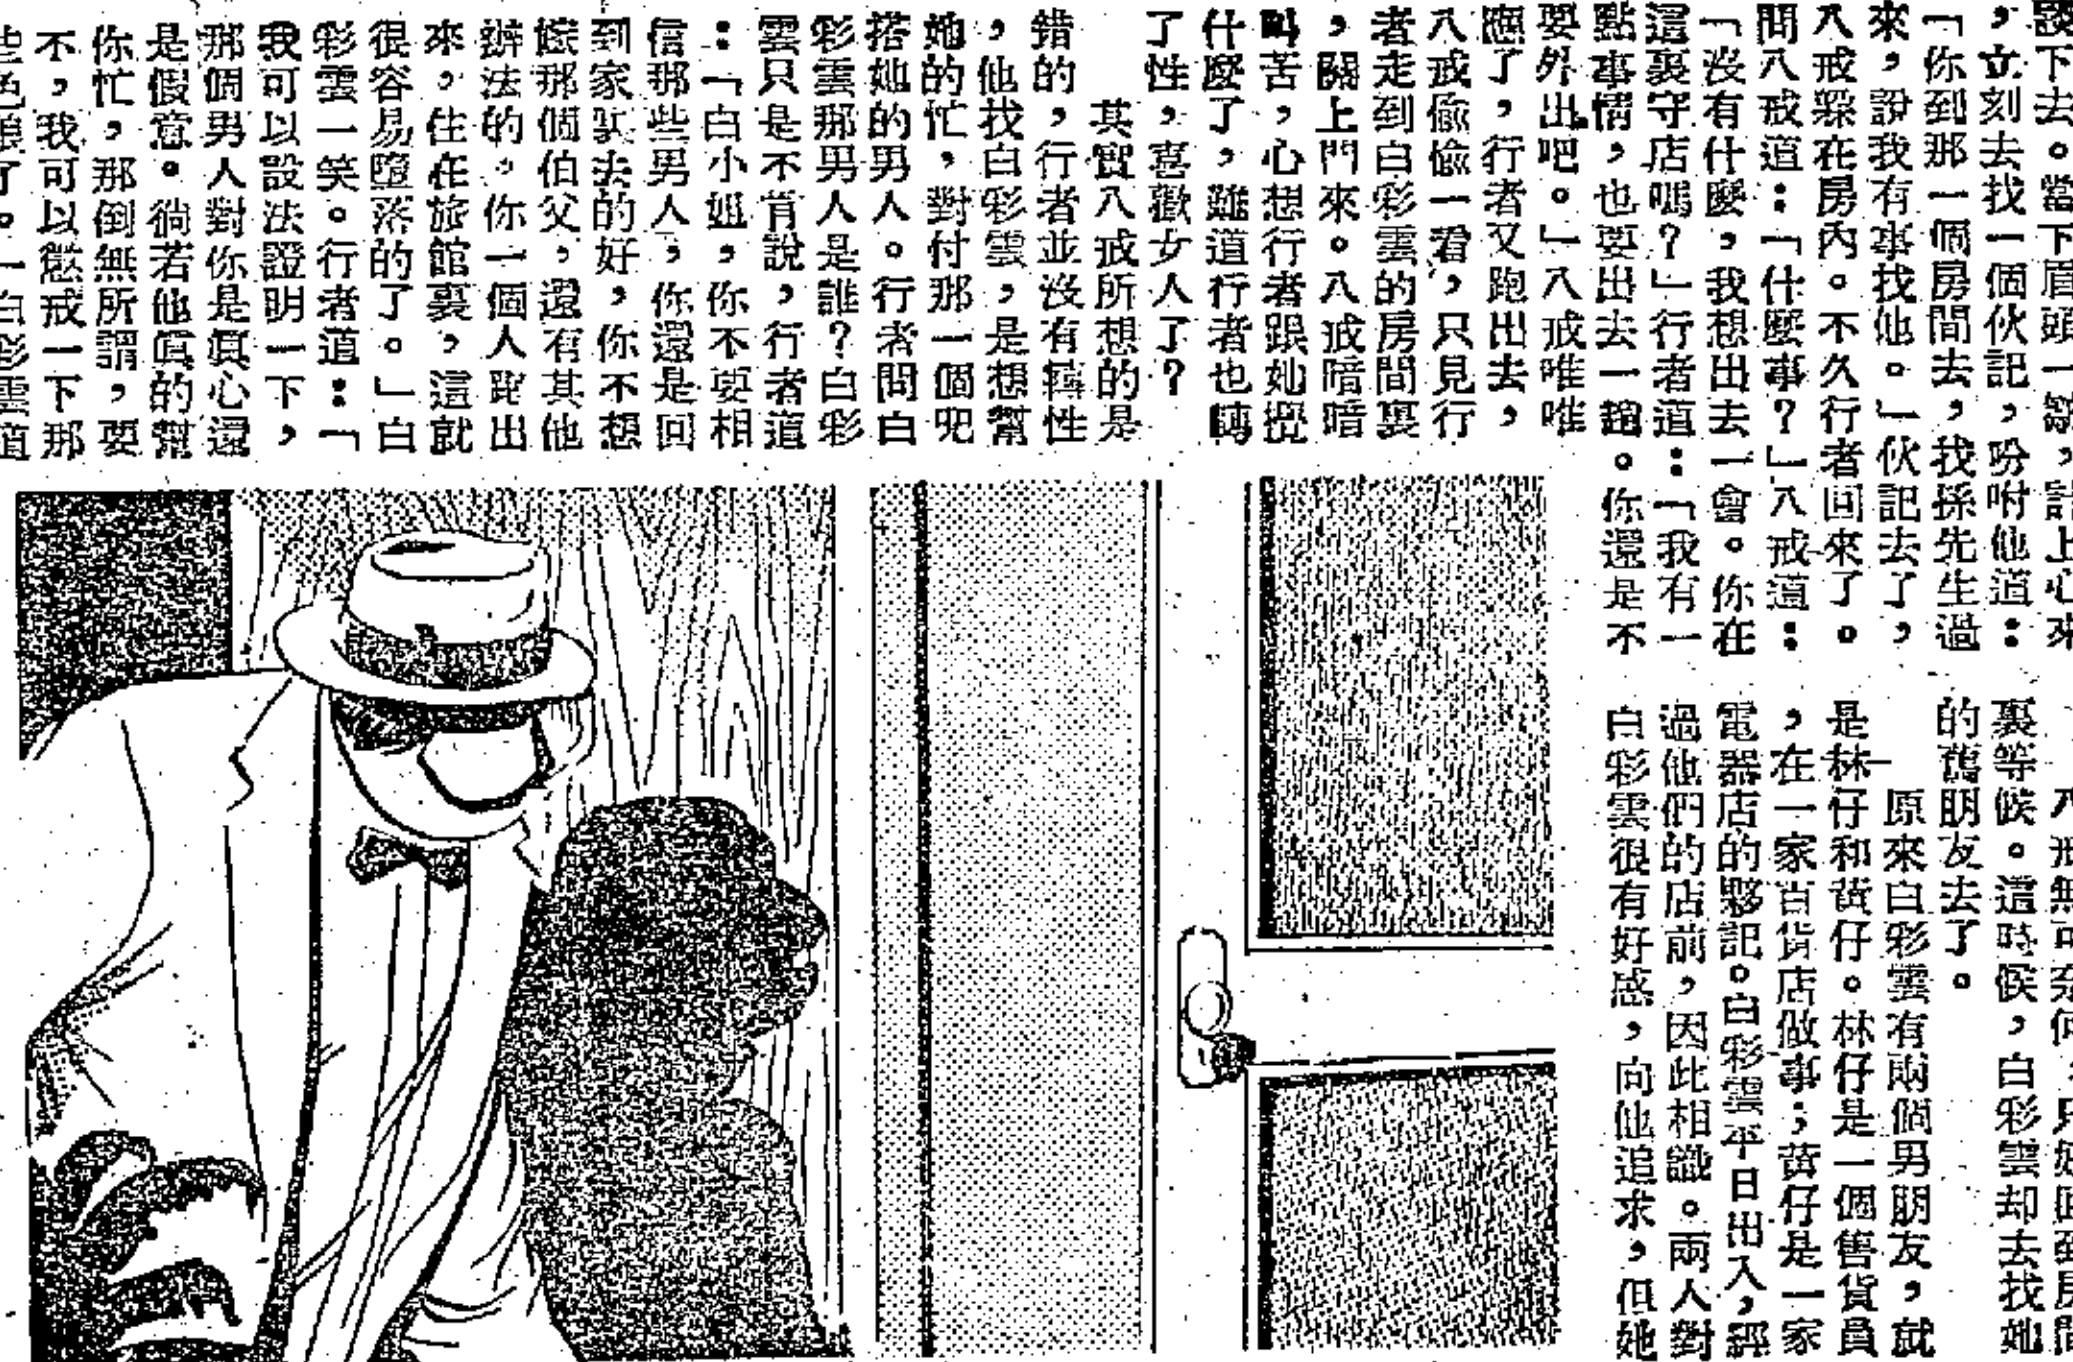 下去。當下眉頭一皺,計上心來
,立刻去找一個伙記,吩咐他道:
「你到那一個房間去,我孫先生過
來,說我有事找他。」伙記去了,
八戒躱在房內。不久行者回來了。
問八戒道:「什麼事?」八戒道:
「沒有什麼,我想出去一會。你在
這裏守店嗎?」行者道:「我有一
點事情,也要出去一趟。你還是不
要外出吧。」八戒唯唯
應了,行者又跑出去,
八戒偷偷一看,只見行
者走到白彩雲的房間裏
,關上門來。八戒暗暗
叫苦,心想行者跟她攪
什麼了,難道行者也轉
了性,喜歡女人了?
其實八戒所想的是
錯的,行者並沒有轉性
,他找白彩雲,是想幫
她的忙,對付那一個兜
搭她的男人。行者問白
彩雲那男人是誰?白彩
雲只是不肯說,行者道
:「白小姐,你不要相
信那些男人,你還是回
到家裏去的好,你不想
嫁那個伯父,還有其他
辦法的。你一個人跑出
來,住在旅館裏,這就
很容易墮落的了。」白
彩雲一笑。行者道:「
我可以設法證明一下,
那個男人對你是眞心還
是假意。徜若他眞的幫
你忙,那倒無所謂,要
不,我可以懲戒一下那
些色狼了。」白彩雲道
八戒無可奈何,只好回到房間
裏等候。這時候,白彩雲却去找她
的舊朋友去了。
原來白彩雲有兩個男朋友,就
是林仔和黃仔。林仔是一個售貨員
,在一家百貨店做事;黃仔是一家
電器店的夥記。白彩雲平日出入,經
過他們的店前,因此相識。兩人對
白彩雲很有好感,向他追求,但她